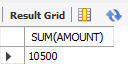 Result Grid
SUM(AMOUNT)
10500